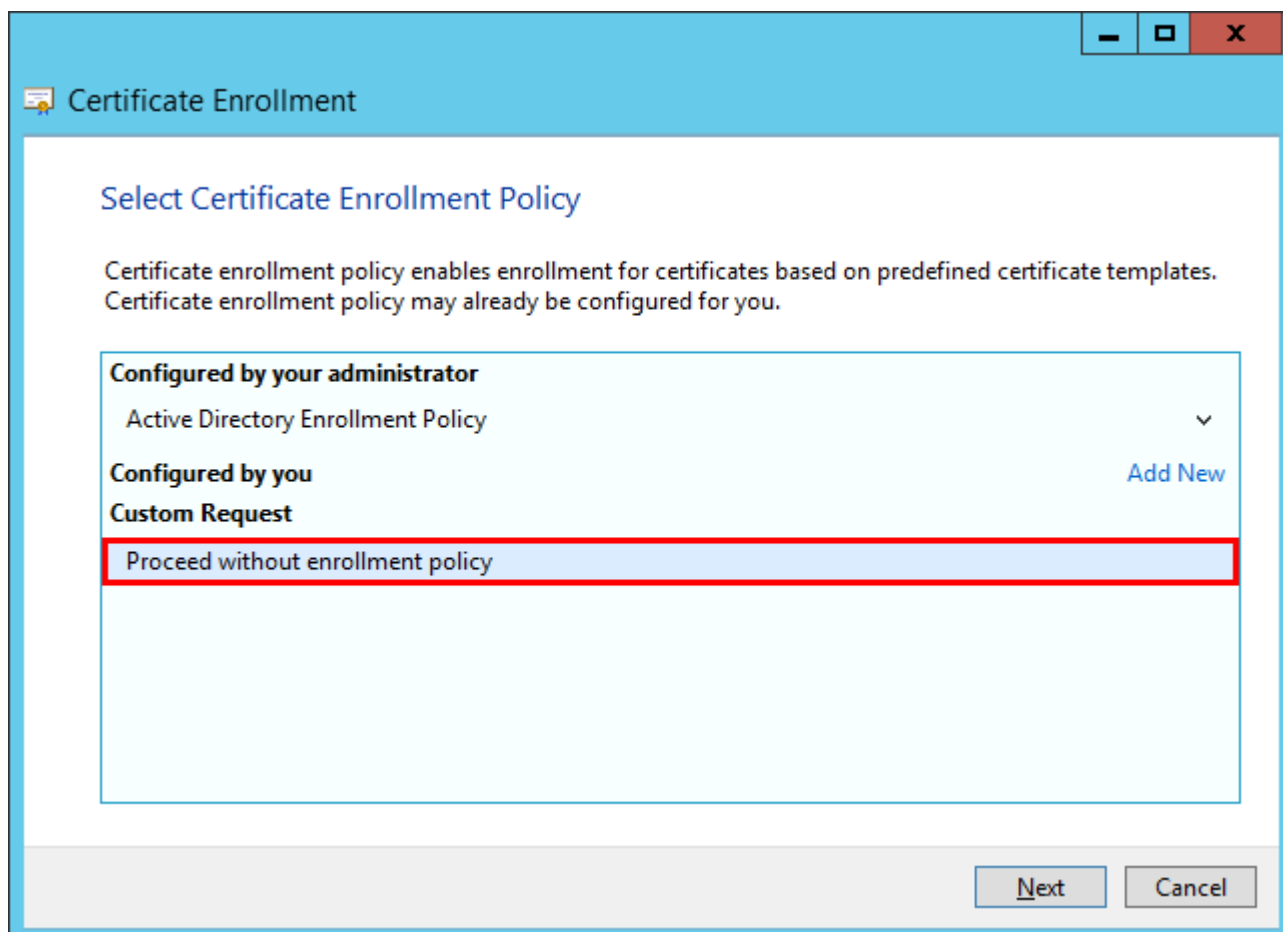 Certificate Enrollment
Select Certificate Enrollment Policy
Certificate enrollment policy enables enrollment for certificates based on predefined certificate templates.
Certificate enrollment policy may already be configured for you.
Configured by your administrator
Active Directory Enrollment Policy
Configured by you Add New
Custom Request
Proceed without enrollment policy
Next Cancel